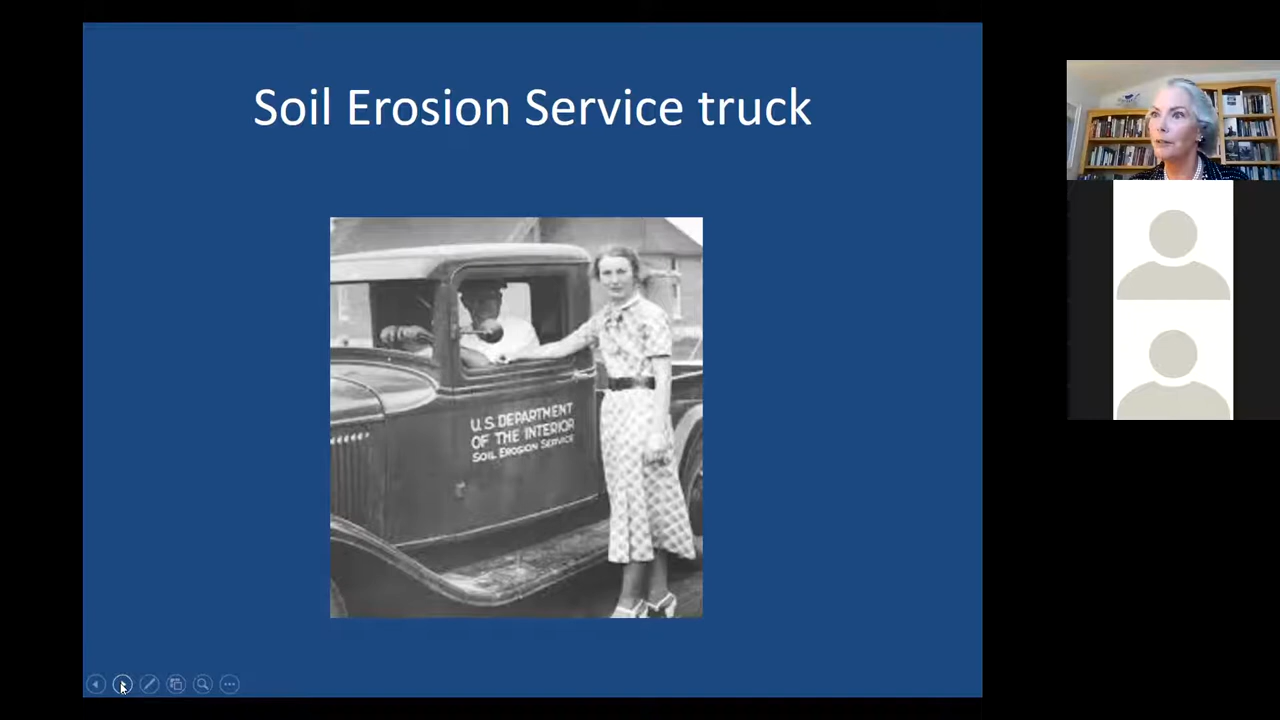 Soil Erosion Service truck
U.S. DEPARTMENT
OF THE INTERIOR
SOIL EROSION SERVICE